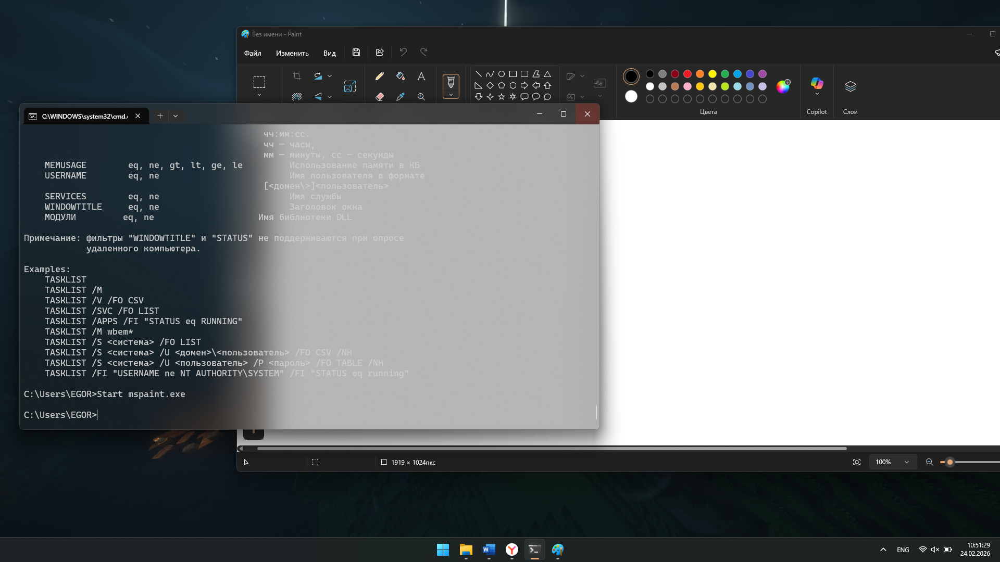 Без имени - Paint
Файл Изменить Вид
Цвета Copilot Слои
C:\WINDOWS\system32\cmd.
чч:мм:сс.
чч — часы,
мм — минуты, сс — секунды
MEMUSAGE eq, ne, gt, lt, ge, le Использование памяти в КБ
USERNAME eq, ne Имя пользователя в формате
[<домен\>]<пользователь>
SERVICES eq, ne Имя службы
WINDOWTITLE eq, ne Заголовок окна
МОДУЛИ eq, ne Имя библиотеки DLL
Примечание: фильтры "WINDOWTITLE" и "STATUS" не поддерживаются при опросе
удаленного компьютера.
Examples:
TASKLIST
TASKLIST /M
TASKLIST /V /FO CSV
TASKLIST /SVC /FO LIST
TASKLIST /APPS /FI "STATUS eq RUNNING"
TASKLIST /M wbem*
TASKLIST /S <система> /FO LIST
TASKLIST /S <система> /U <домен>\<пользователь> /FO CSV /NH
TASKLIST /S <система> /U <пользователь> /P <пароль> /FO TABLE /NH
TASKLIST /FI "USERNAME ne NT AUTHORITY\SYSTEM" /FI "STATUS eq running"
C:\Users\EGOR>Start mspaint.exe
C:\Users\EGOR>
1919 × 1024пкс 100%
ENG 10:51:29
24.02.2026